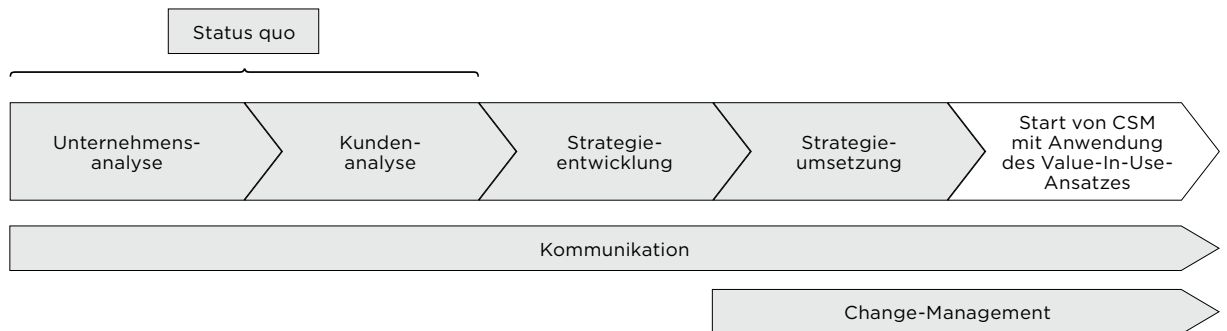 Status quo
Unternehmens-
analyse
Kunden-
analyse
Strategie-
entwicklung
Strategie-
umsetzung
Start von CSM
mit Anwendung
des Value-In-Use-
Ansatzes
Kommunikation
Change-Management